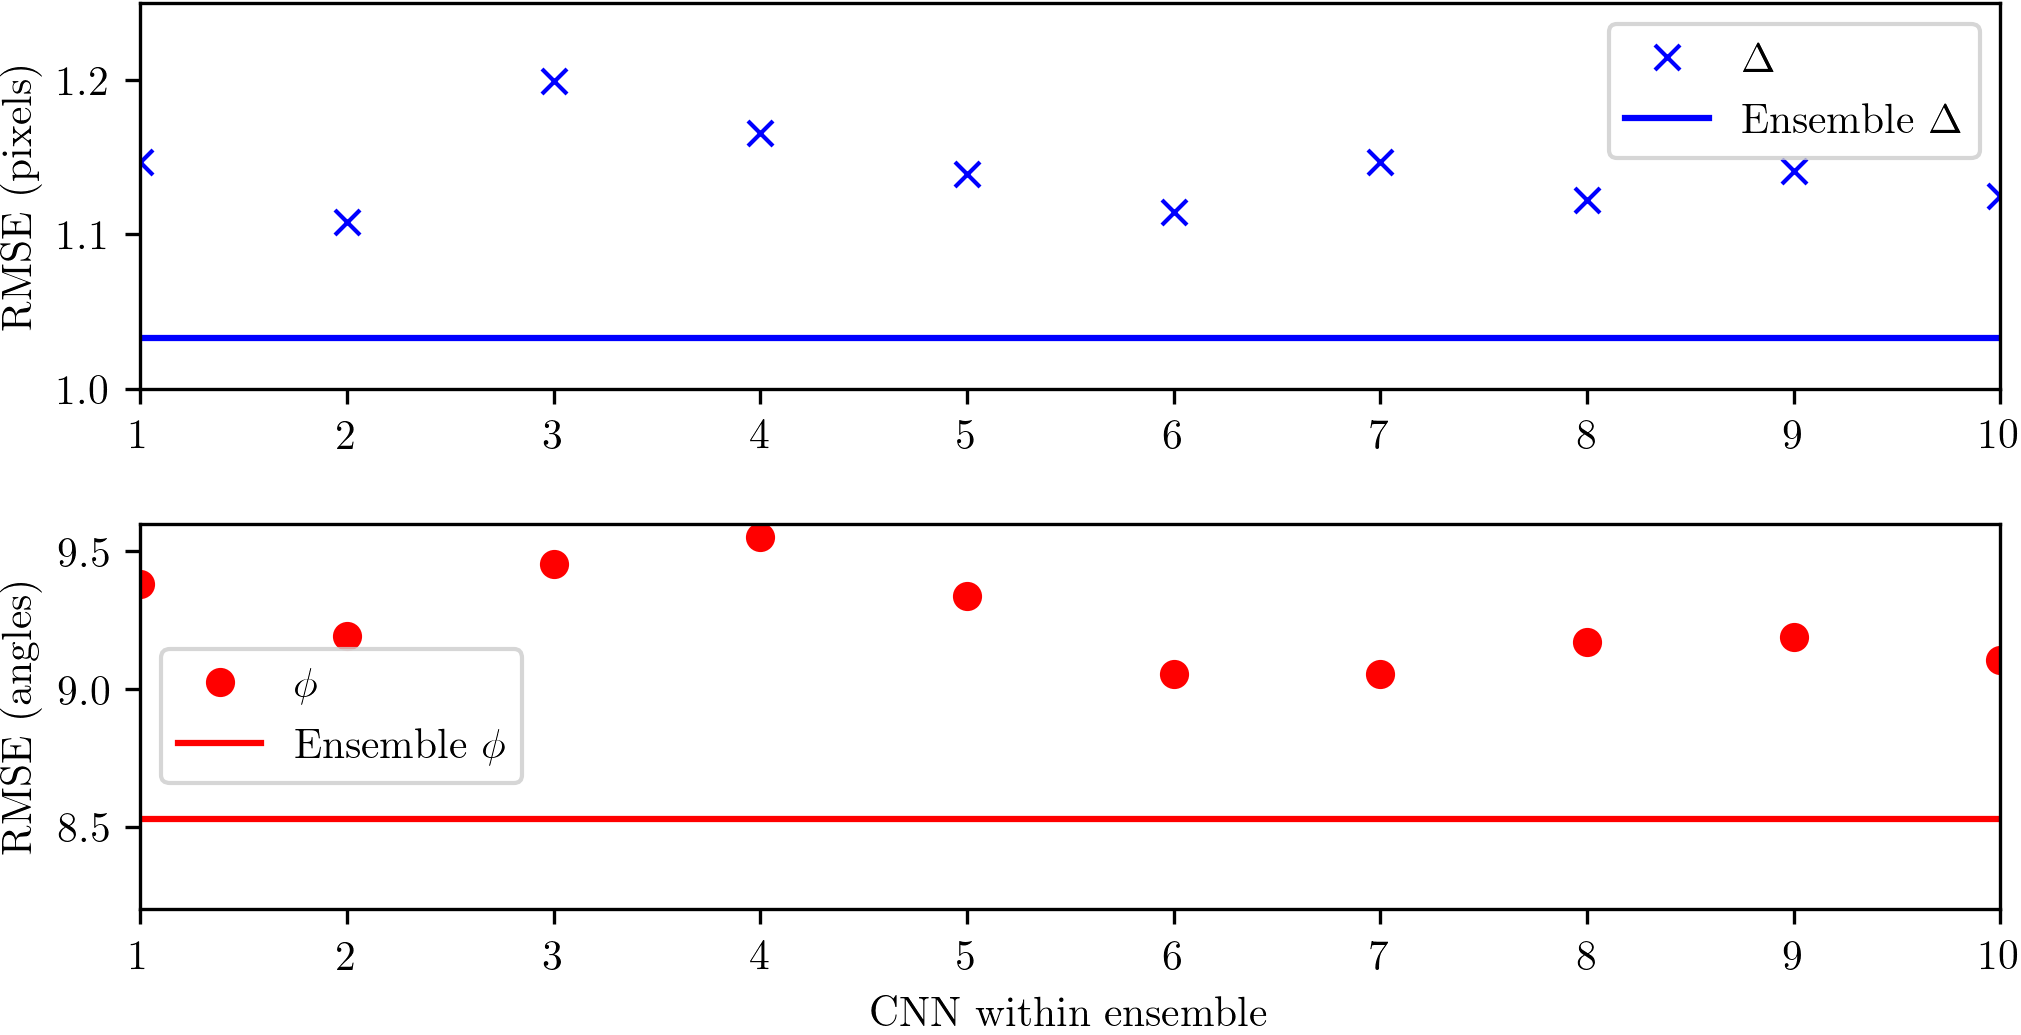 RMSE (pixels)
1.2
1.1
1.0
Δ
Ensemble Δ
1 2 3 4 5 6 7 8 9 10
RMSE (angles)
9.5
9.0
8.5
ϕ
Ensemble ϕ
1 2 3 4 5 6 7 8 9 10
CNN within ensemble